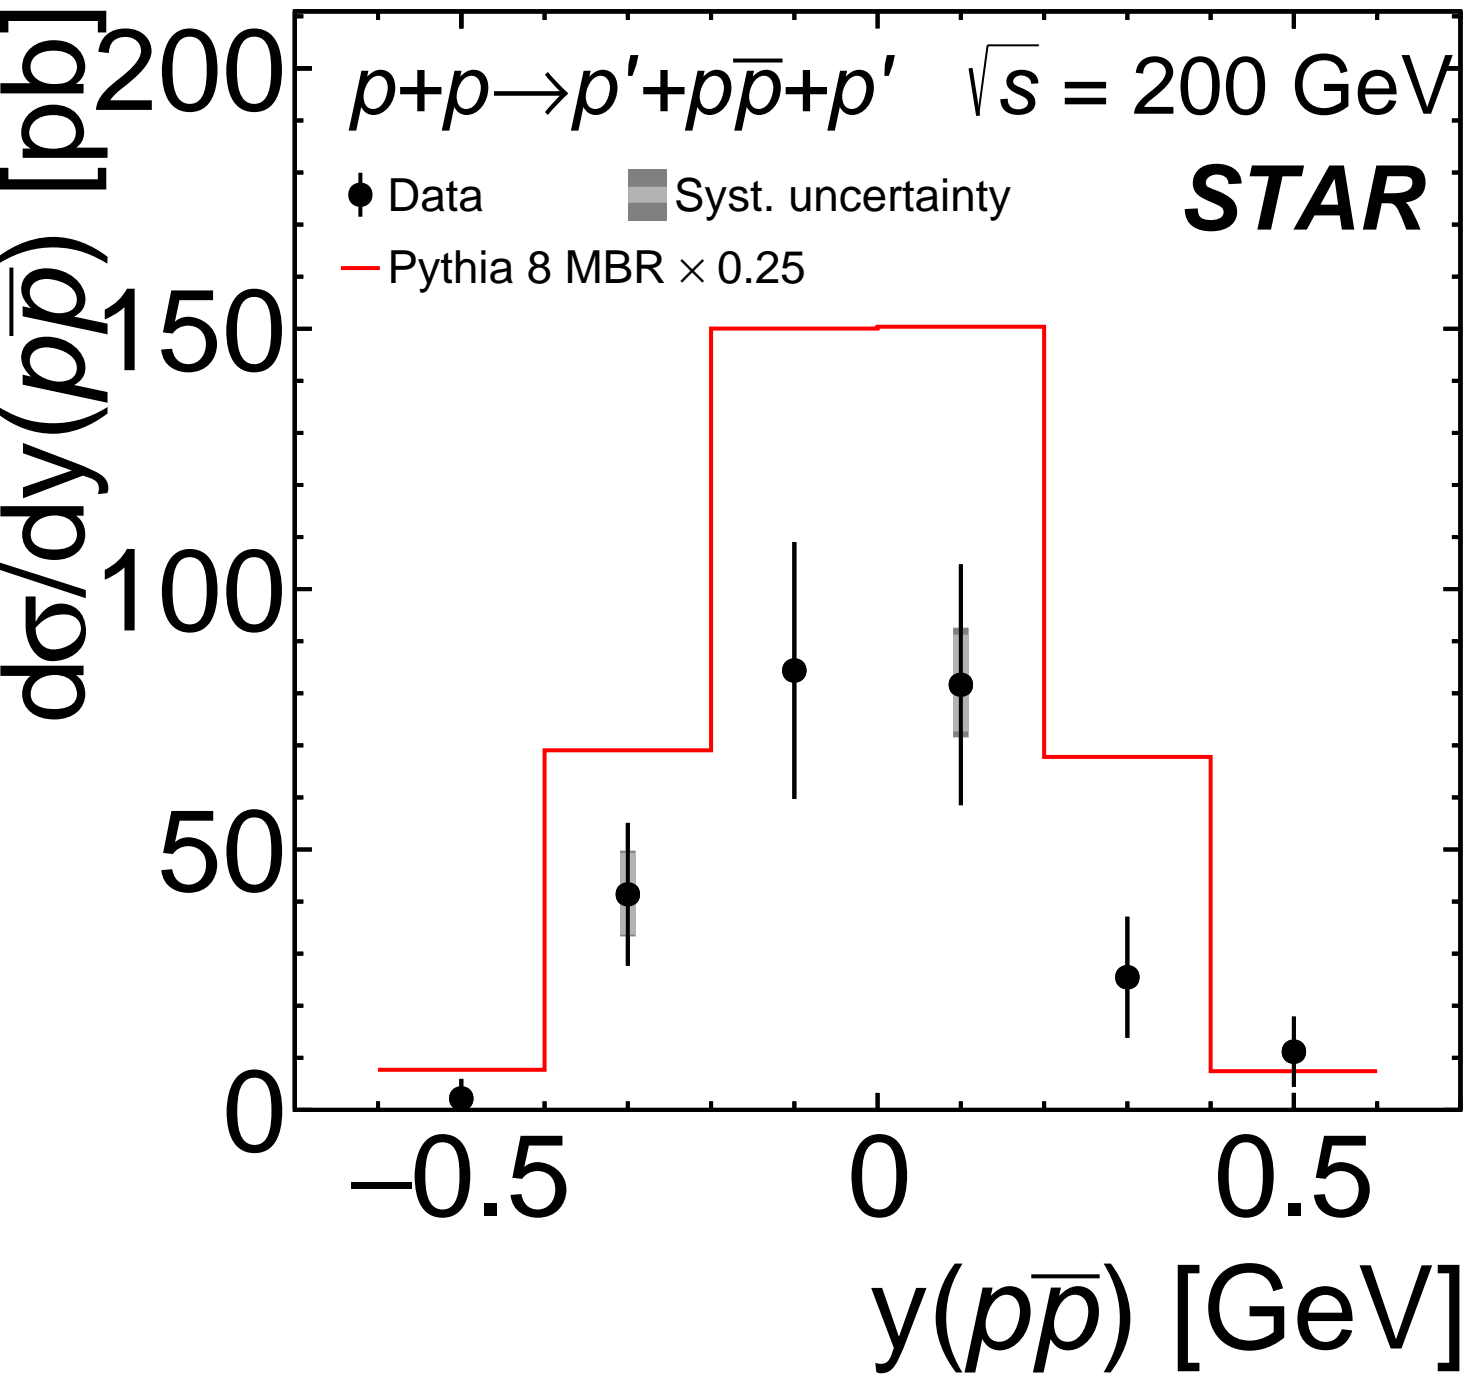 dσ/dy(pp̅) [pb]
200
150
100
50
0
p+p→p′+pp̅+p′ √s = 200 GeV
Data
Syst. uncertainty
STAR
Pythia 8 MBR × 0.25
−0.5 0 0.5
y(pp̅) [GeV]